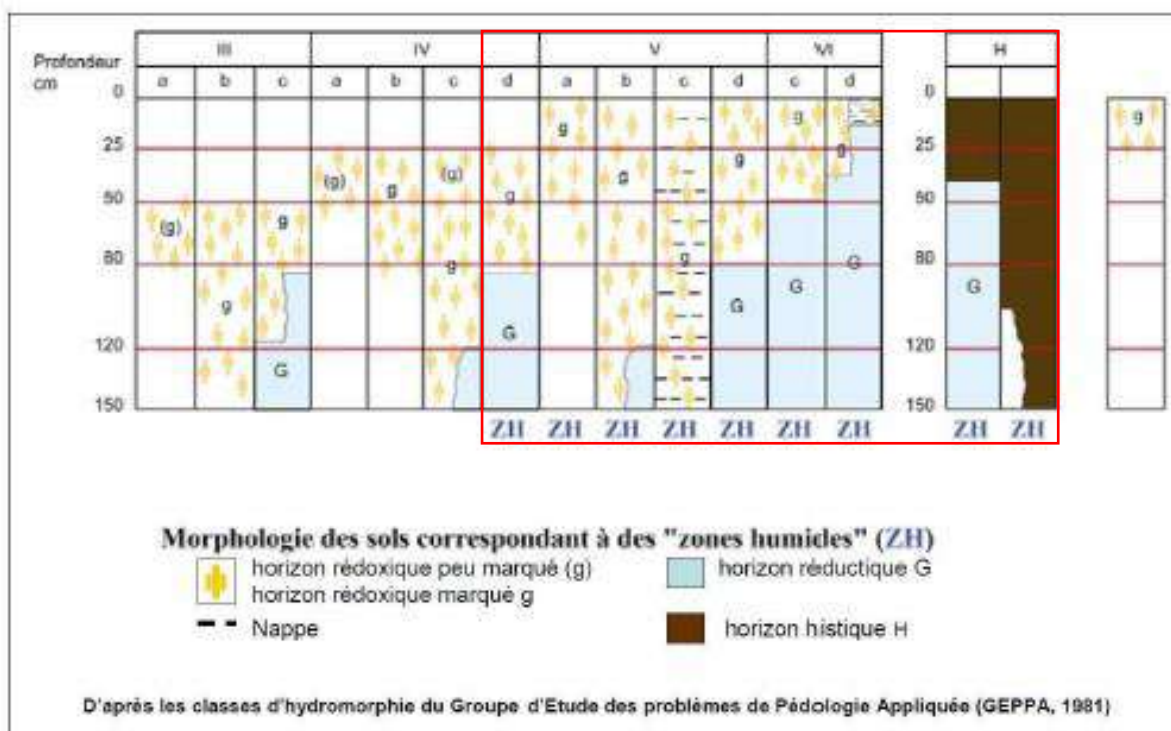 III IV V VI H
Profondeur
cm
a b c a b c d a b c d c d
0 0
g g g g
25 25
(g) g (g) g g g g
50 50
(g) g g g G
80 80
g G G G G
120 120
G
150 150
ZH ZH ZH ZH ZH ZH ZH ZH ZH
Morphologie des sols correspondant à des "zones humides" (ZH)
horizon rédoxique peu marqué (g) horizon réductique G
horizon rédoxique marqué g
Nappe horizon histique H
D'après les classes d'hydromorphie du Groupe d'Etude des problèmes de Pédologie Appliquée (GEPPA, 1981)